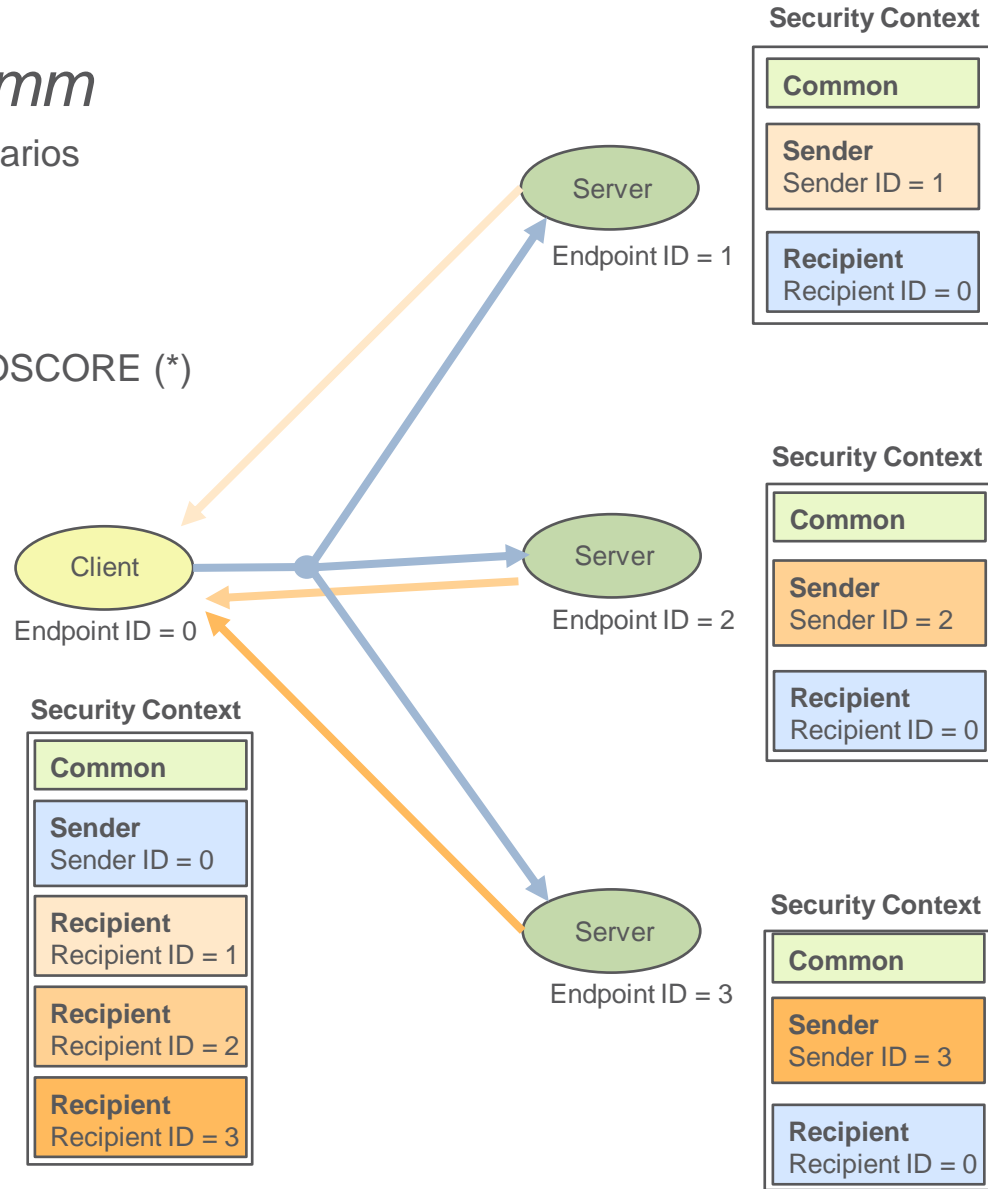 mm
arios
OSCORE (*)
Security Context
Common
Sender
Sender ID = 1
Recipient
Recipient ID = 0
Server
Endpoint ID = 1
Security Context
Common
Sender
Sender ID = 2
Recipient
Recipient ID = 0
Server
Endpoint ID = 2
Client
Endpoint ID = 0
Security Context
Common
Sender
Sender ID = 0
Recipient
Recipient ID = 1
Recipient
Recipient ID = 2
Recipient
Recipient ID = 3
Server
Endpoint ID = 3
Security Context
Common
Sender
Sender ID = 3
Recipient
Recipient ID = 0